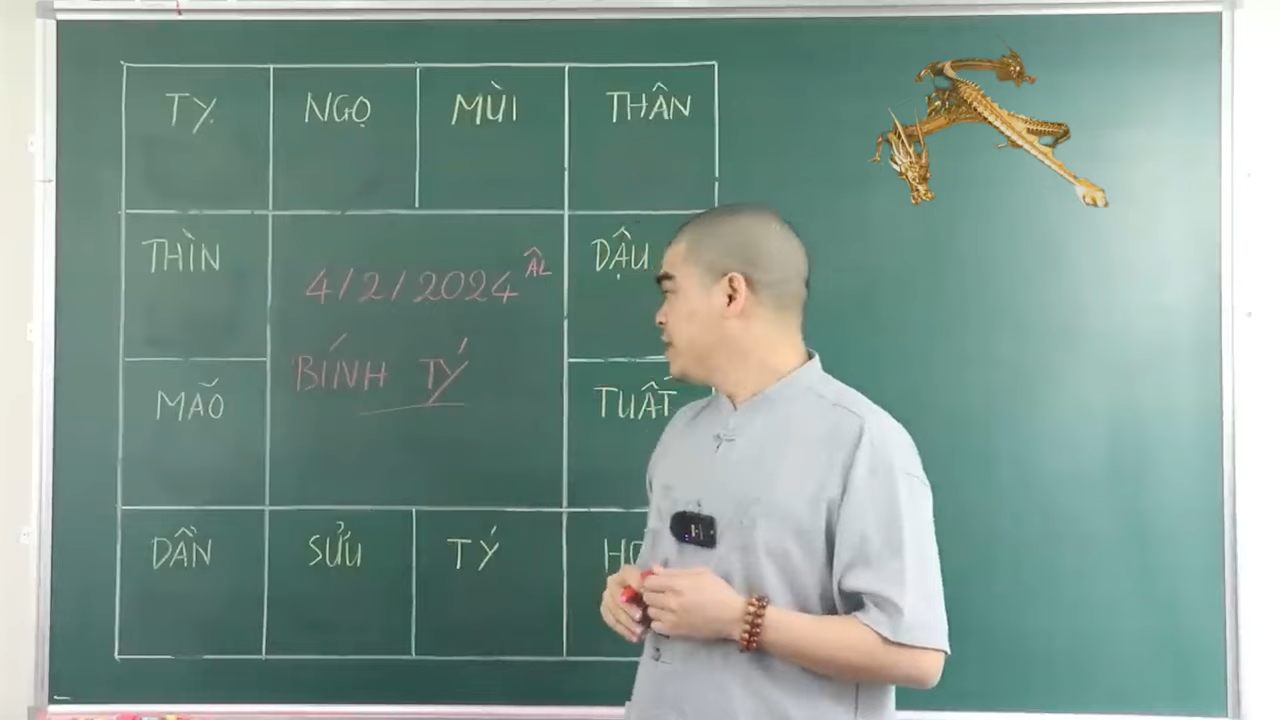 TỴ
NGỌ
MÙI
THÂN
THÌN
4/2/2024 ÂL
BÍNH TÝ
DẬU
MÃO
TUẤT
DẦN
SỬU
TÝ